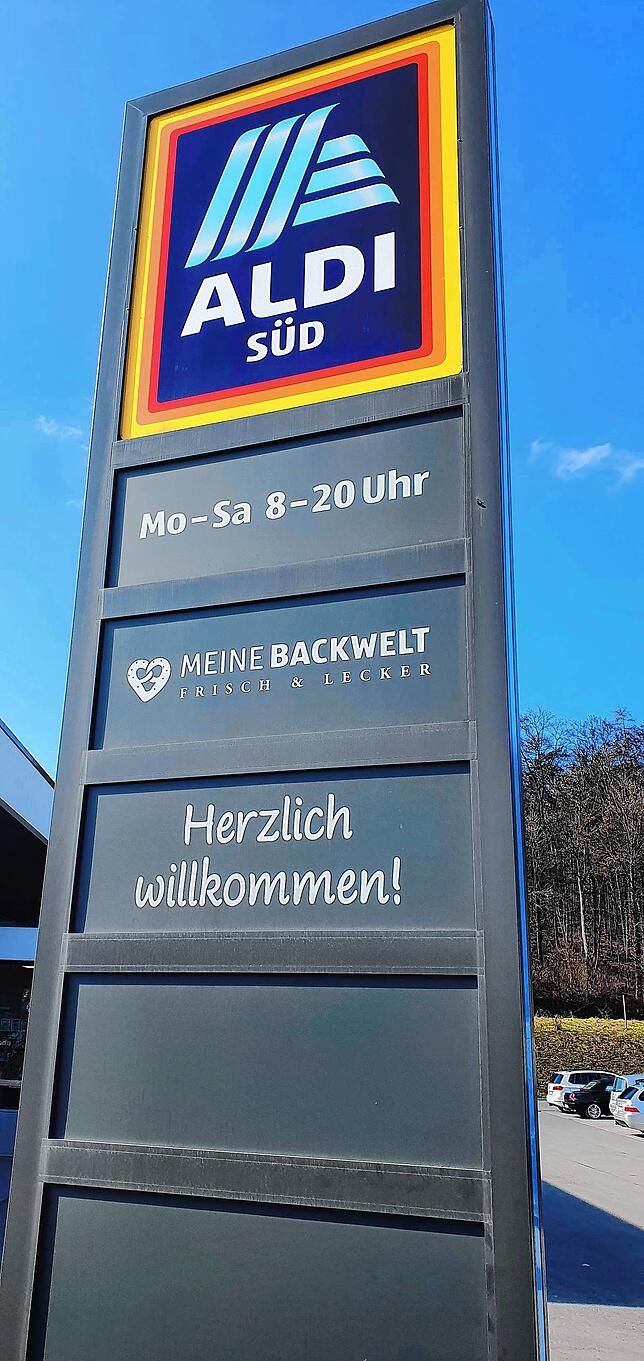 ALDI
SÜD
Mo-Sa 8-20 Uhr
MEINE BACKWELT
FRISCH & LECKER
Herzlich
willkommen!